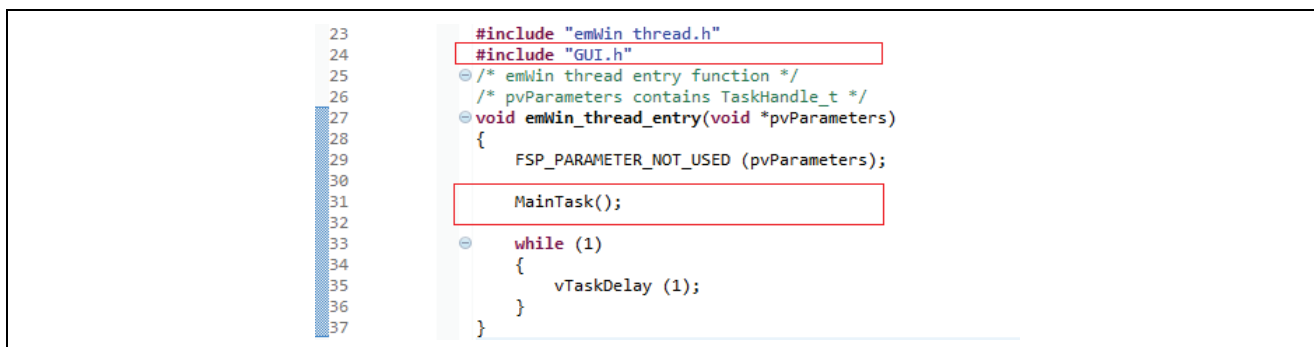 23 #include "emWin_thread.h"
24 #include "GUI.h"
25 /* emWin thread entry function */
26 /* pvParameters contains TaskHandle_t */
27 void emWin_thread_entry(void *pvParameters)
28 {
29 FSP_PARAMETER_NOT_USED (pvParameters);
30
31 MainTask();
32
33 while (1)
34 {
35 vTaskDelay (1);
36 }
37 }